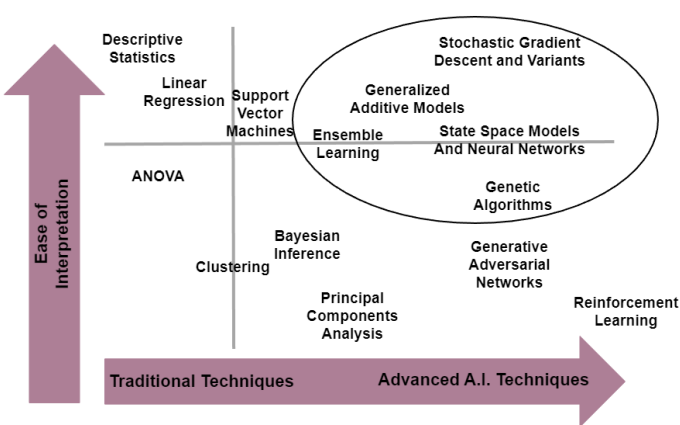 Descriptive
Statistics
Linear
Regression
Support
Vector
Machines
Stochastic Gradient
Descent and Variants
Generalized
Additive Models
Ensemble
Learning
State Space Models
And Neural Networks
ANOVA
Genetic
Algorithms
Bayesian
Inference
Clustering
Generative
Adversarial
Networks
Principal
Components
Analysis
Reinforcement
Learning
Ease of
Interpretation
Traditional Techniques
Advanced A.I. Techniques